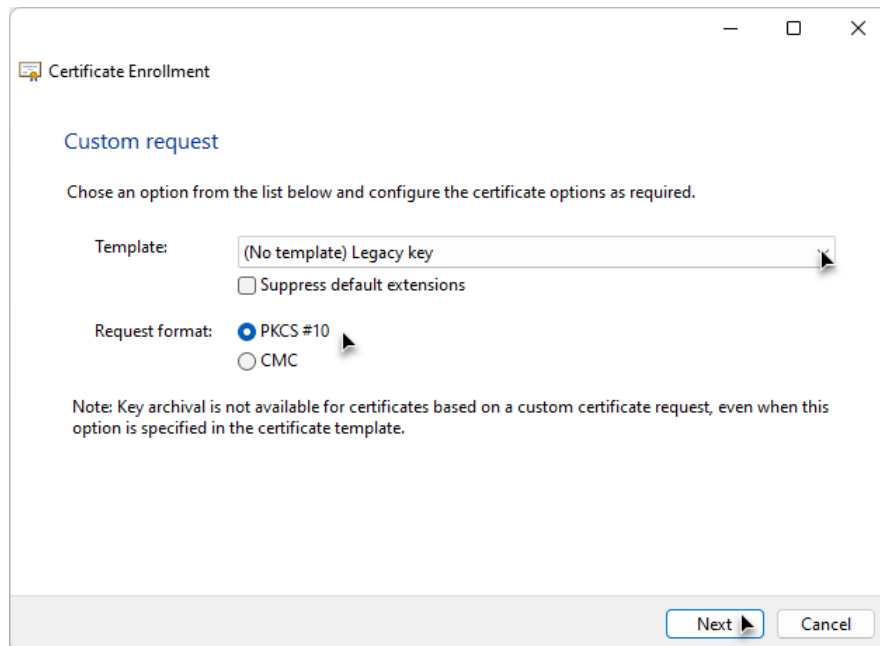 Certificate Enrollment
Custom request
Chose an option from the list below and configure the certificate options as required.
Template:
(No template) Legacy key
Suppress default extensions
Request format:
PKCS #10
CMC
Note: Key archival is not available for certificates based on a custom certificate request, even when this
option is specified in the certificate template.
Next
Cancel